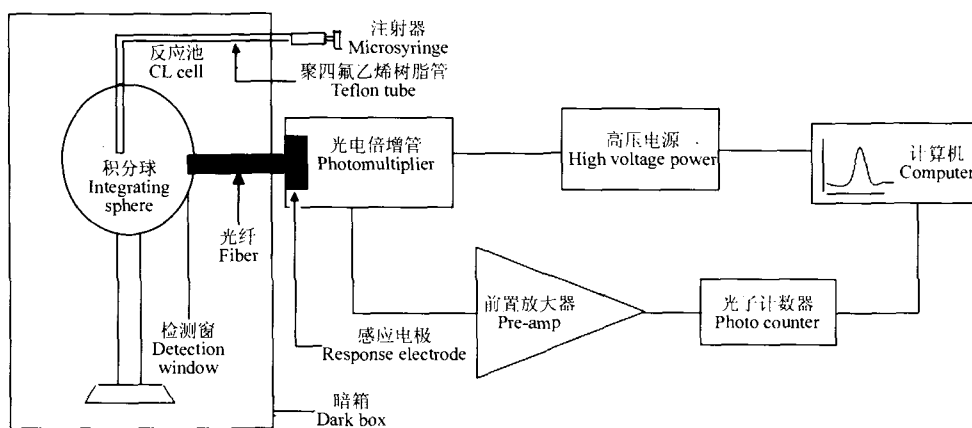 注射器
Microsyringe
反应池
CL cell
聚四氟乙烯树脂管
Teflon tube
积分球
Integrating
sphere
光电倍增管
Photomultiplier
高压电源
High voltage power
计算机
Computer
光纤
Fiber
检测窗
Detection
window
感应电极
Response electrode
前置放大器
Pre-amp
光子计数器
Photo counter
暗箱
Dark box